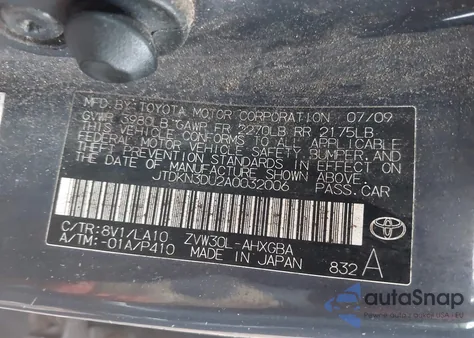 MFD. BY: TOYOTA MOTOR CORPORATION 07/09
GVWR 3980LB GAWR FR 2270LB RR 2175LB
THIS VEHICLE CONFORMS TO ALL APPLICABLE
FEDERAL MOTOR VEHICLE SAFETY, BUMPER, AND
THEFT PREVENTION STANDARDS IN EFFECT ON
THE DATE OF MANUFACTURE SHOWN ABOVE.
JTDKN3DU2A0032006 PASS.CAR
C/TR:8V1/LA10 ZVW30L-AHXGBA
A/TM:-01A/P410 MADE IN JAPAN 832 A
autoSnap